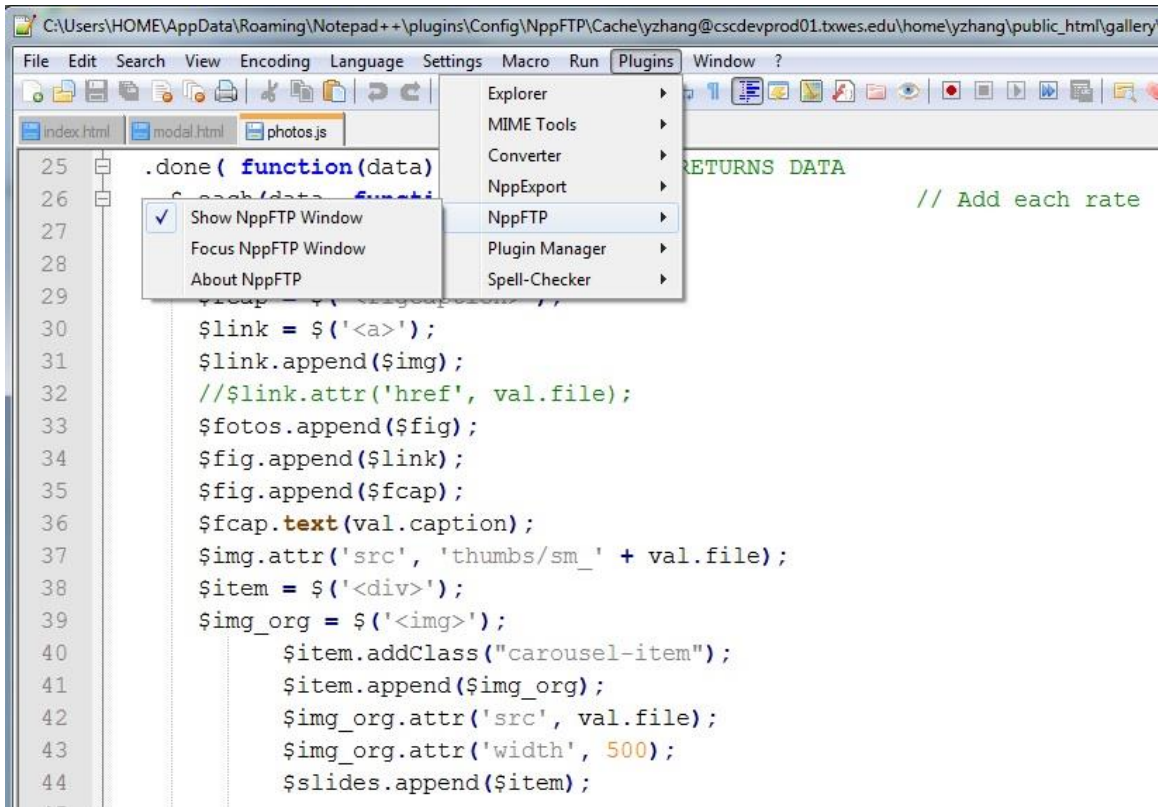 C:\Users\HOME\AppData\Roaming\Notepad++\plugins\Config\NppFTP\Cache\yzhang@cscdevprod01.txwes.edu\home\yzhang\public_html\gallery\
File Edit Search View Encoding Language Settings Macro Run Plugins Window ?
index.html modal.html photos.js
Explorer
MIME Tools
Converter
NppExport
NppFTP
Plugin Manager
Spell-Checker
Show NppFTP Window
Focus NppFTP Window
About NppFTP
25 .done( function(data) RETURNS DATA
26 // Add each rate
27
28
29
30 $link = $('<a>');
31 $link.append($img);
32 //$link.attr('href', val.file);
33 $fotos.append($fig);
34 $fig.append($link);
35 $fig.append($fcap);
36 $fcap.text(val.caption);
37 $img.attr('src', 'thumbs/sm_' + val.file);
38 $item = $('<div>');
39 $img_org = $('<img>');
40 $item.addClass("carousel-item");
41 $item.append($img_org);
42 $img_org.attr('src', val.file);
43 $img_org.attr('width', 500);
44 $slides.append($item);